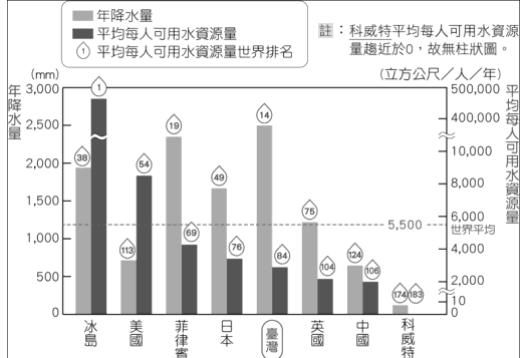 年降水量
平均每人可用水資源量
① 平均每人可用水資源量世界排名
註：科威特平均每人可用水資源
量趨近於0，故無柱狀圖。
(mm)
年降水量
3,000
2,500
2,000
1,500
1,000
500
0
(立方公尺/人/年)
平均每人可用水資源量
500,000
400,000
10,000
8,000
6,000
4,000
2,000
10
0
5,500
世界平均
38
1
113
54
19
69
49
76
14
84
75
104
124
106
174
183
冰島
美國
菲律賓
日本
臺灣
英國
中國
科威特